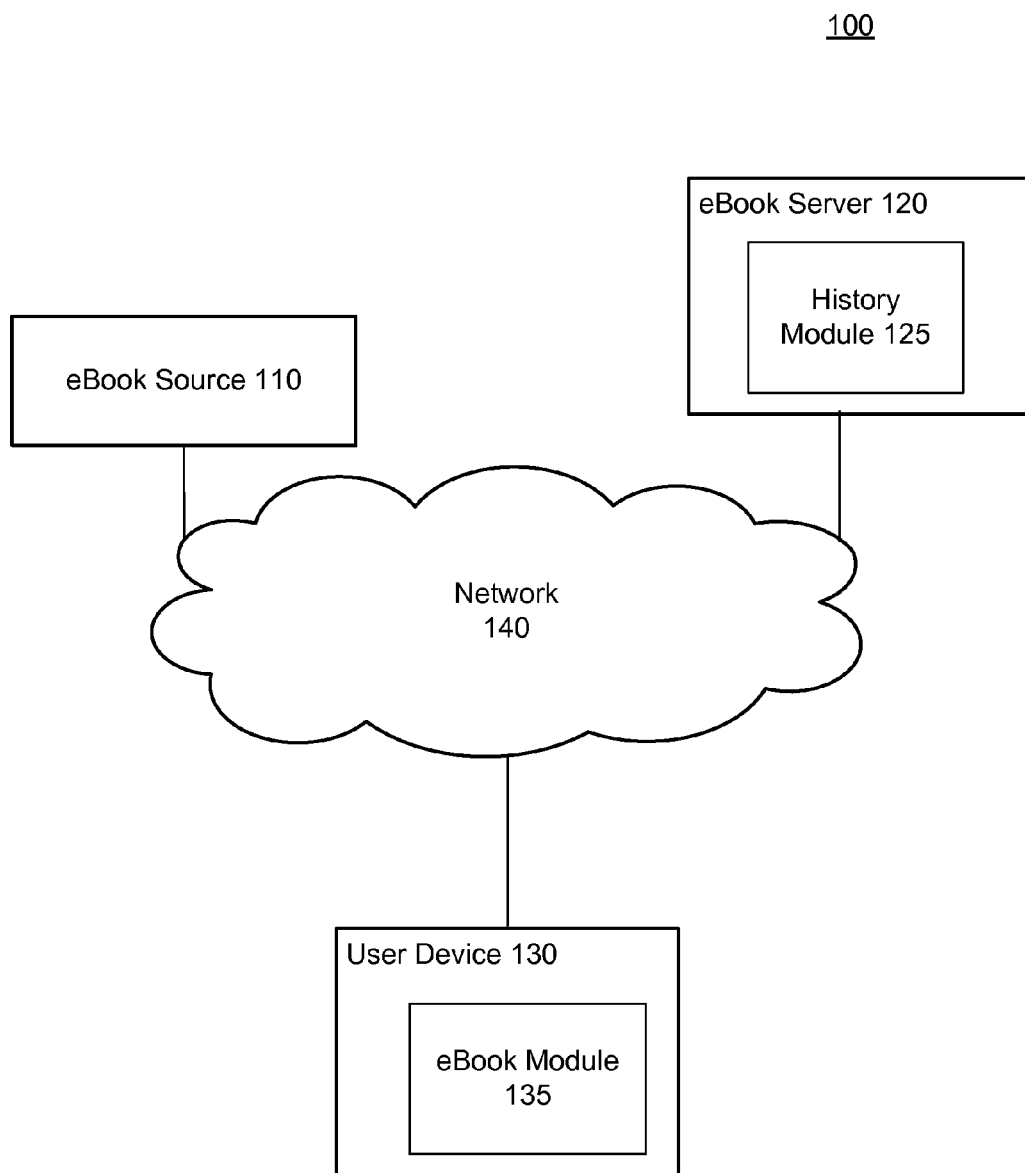 100
eBook Server 120
History
Module 125
eBook Source 110
Network
140
User Device 130
eBook Module
135